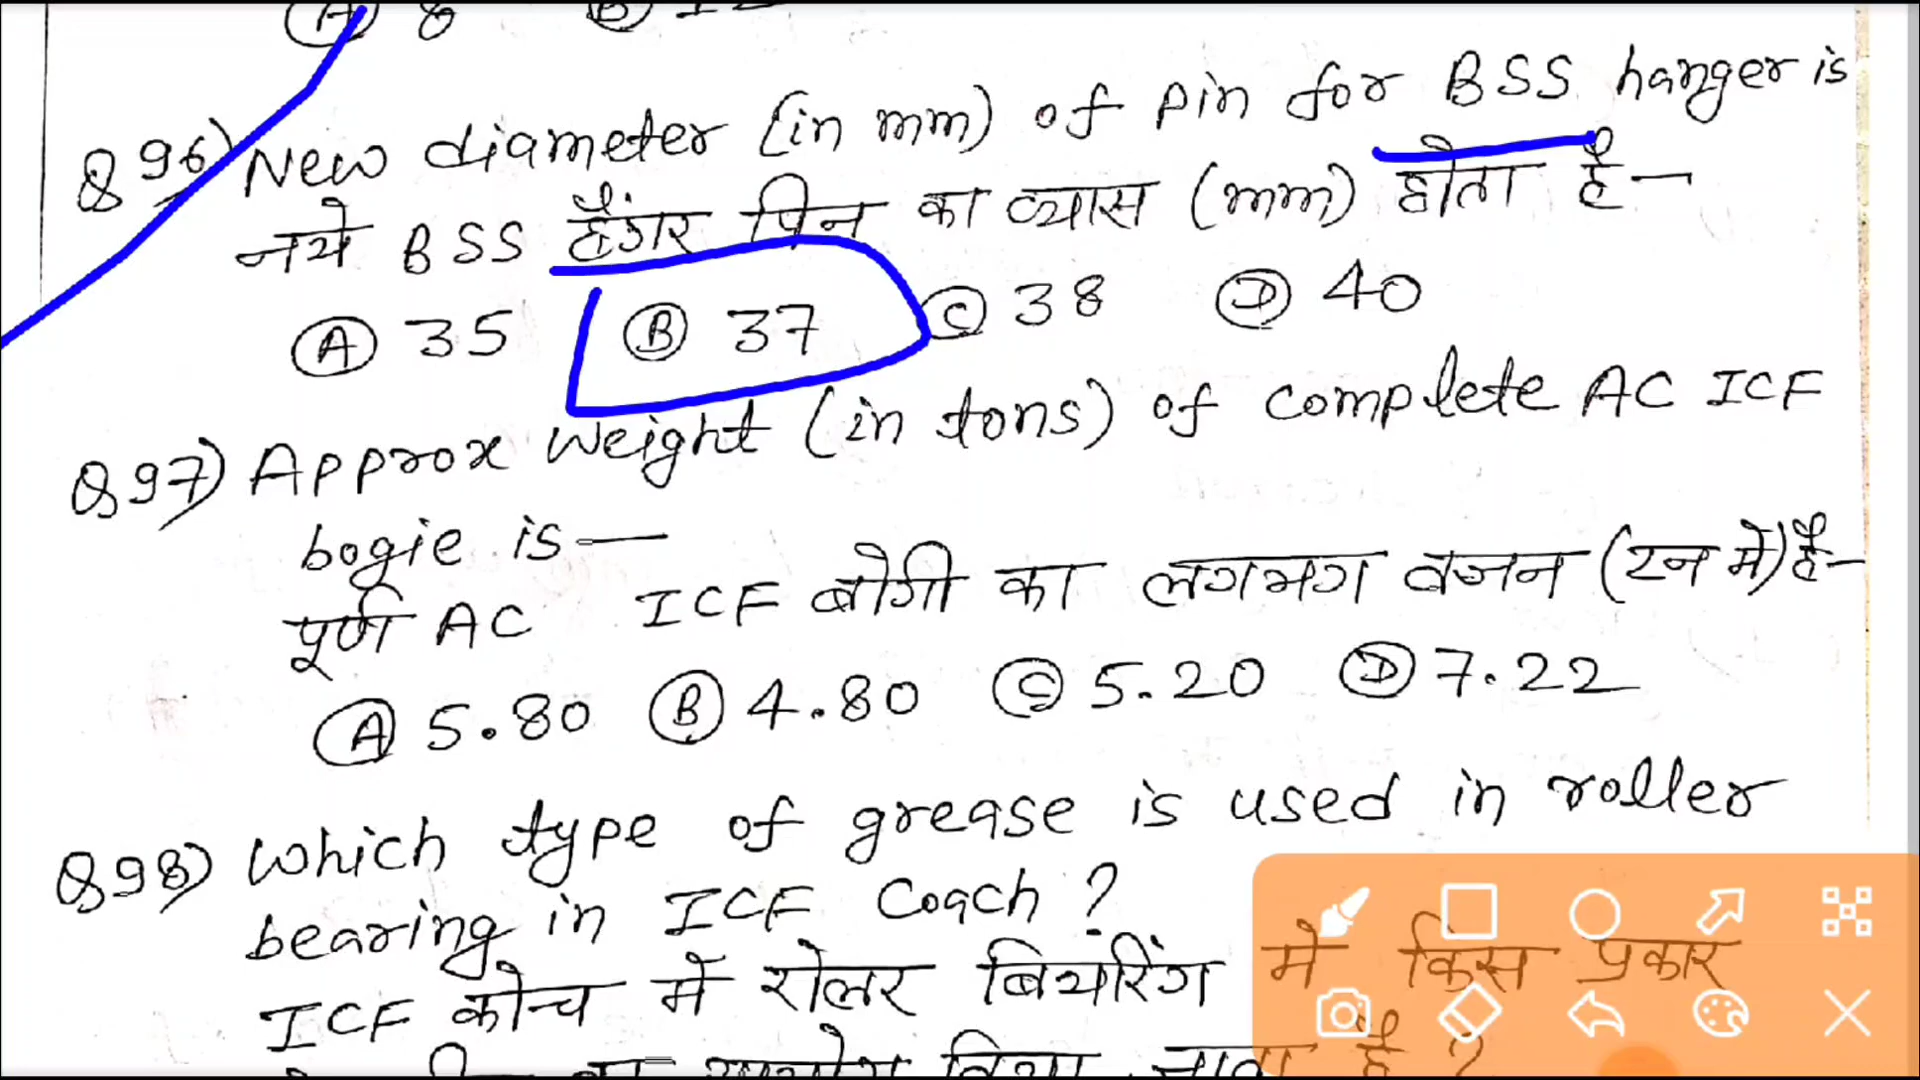 (A) 8 (B) 12
Q96) New diameter (in mm) of pin for BSS hanger is
नये BSS हैंगर पिन का व्यास (mm) होता है-
(A) 35 (B) 37 (C) 38 (D) 40
Q97) Approx Weight (in tons) of complete AC ICF
bogie is —
पूर्ण AC ICF बोगी का लगभग वजन (टन में) है-
(A) 5.80 (B) 4.80 (C) 5.20 (D) 7.22
Q98) Which type of grease is used in roller
bearing in ICF Coach ?
ICF कोच में रोलर बियरिंग में किस प्रकार
का किया जाता है ?